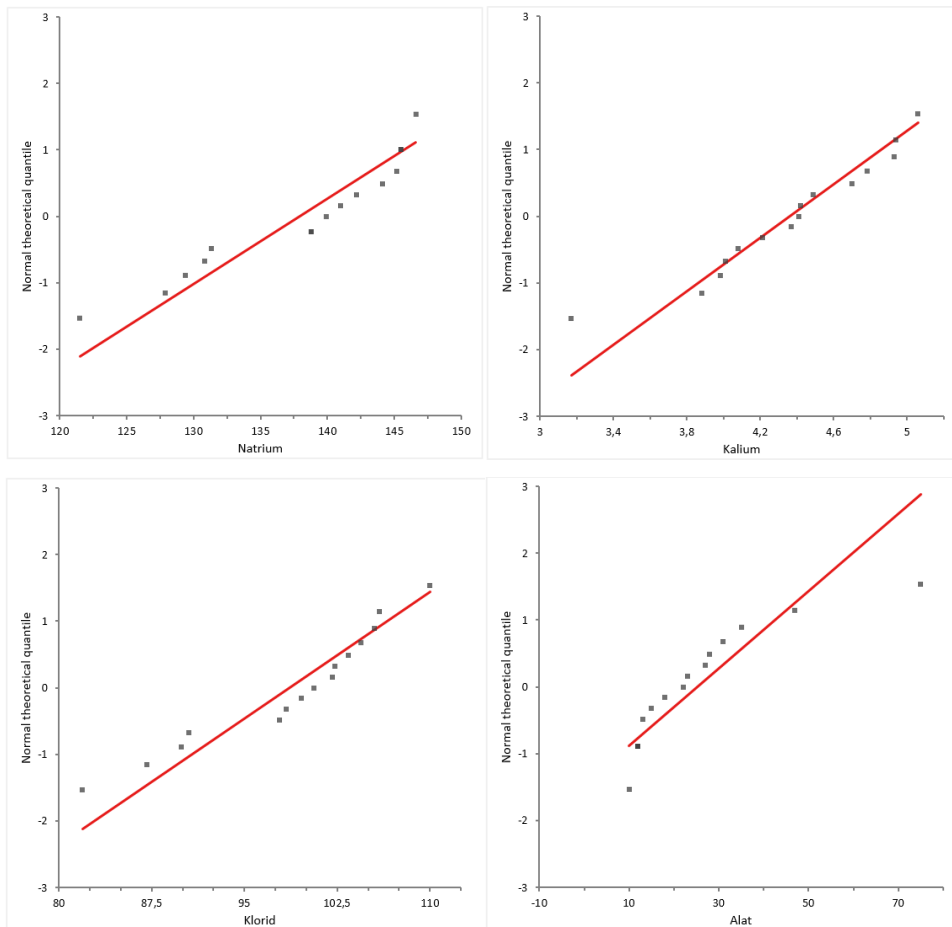 3
2
1
0
-1
-2
-3
Normal theoretical quantile
120 125 130 135 140 145 150
Natrium
3
2
1
0
-1
-2
-3
Normal theoretical quantile
3 3,4 3,8 4,2 4,6 5
Kalium
3
2
1
0
-1
-2
-3
Normal theoretical quantile
80 87,5 95 102,5 110
Klorid
3
2
1
0
-1
-2
-3
Normal theoretical quantile
-10 10 30 50 70
Alat